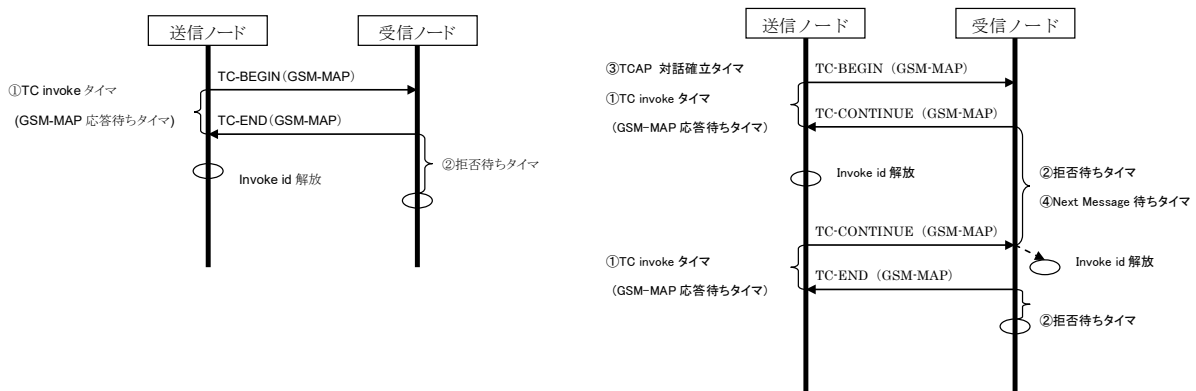 送信ノード
受信ノード
TC-BEGIN(GSM-MAP)
①TC invoke タイマ
(GSM-MAP 応答待ちタイマ)
TC-END(GSM-MAP)
②拒否待ちタイマ
Invoke id 解放
送信ノード
受信ノード
③TCAP 対話確立タイマ
TC-BEGIN (GSM-MAP)
①TC invoke タイマ
(GSM-MAP 応答待ちタイマ)
TC-CONTINUE (GSM-MAP)
Invoke id 解放
②拒否待ちタイマ
④Next Message 待ちタイマ
TC-CONTINUE (GSM-MAP)
①TC invoke タイマ
Invoke id 解放
(GSM-MAP 応答待ちタイマ)
TC-END (GSM-MAP)
②拒否待ちタイマ